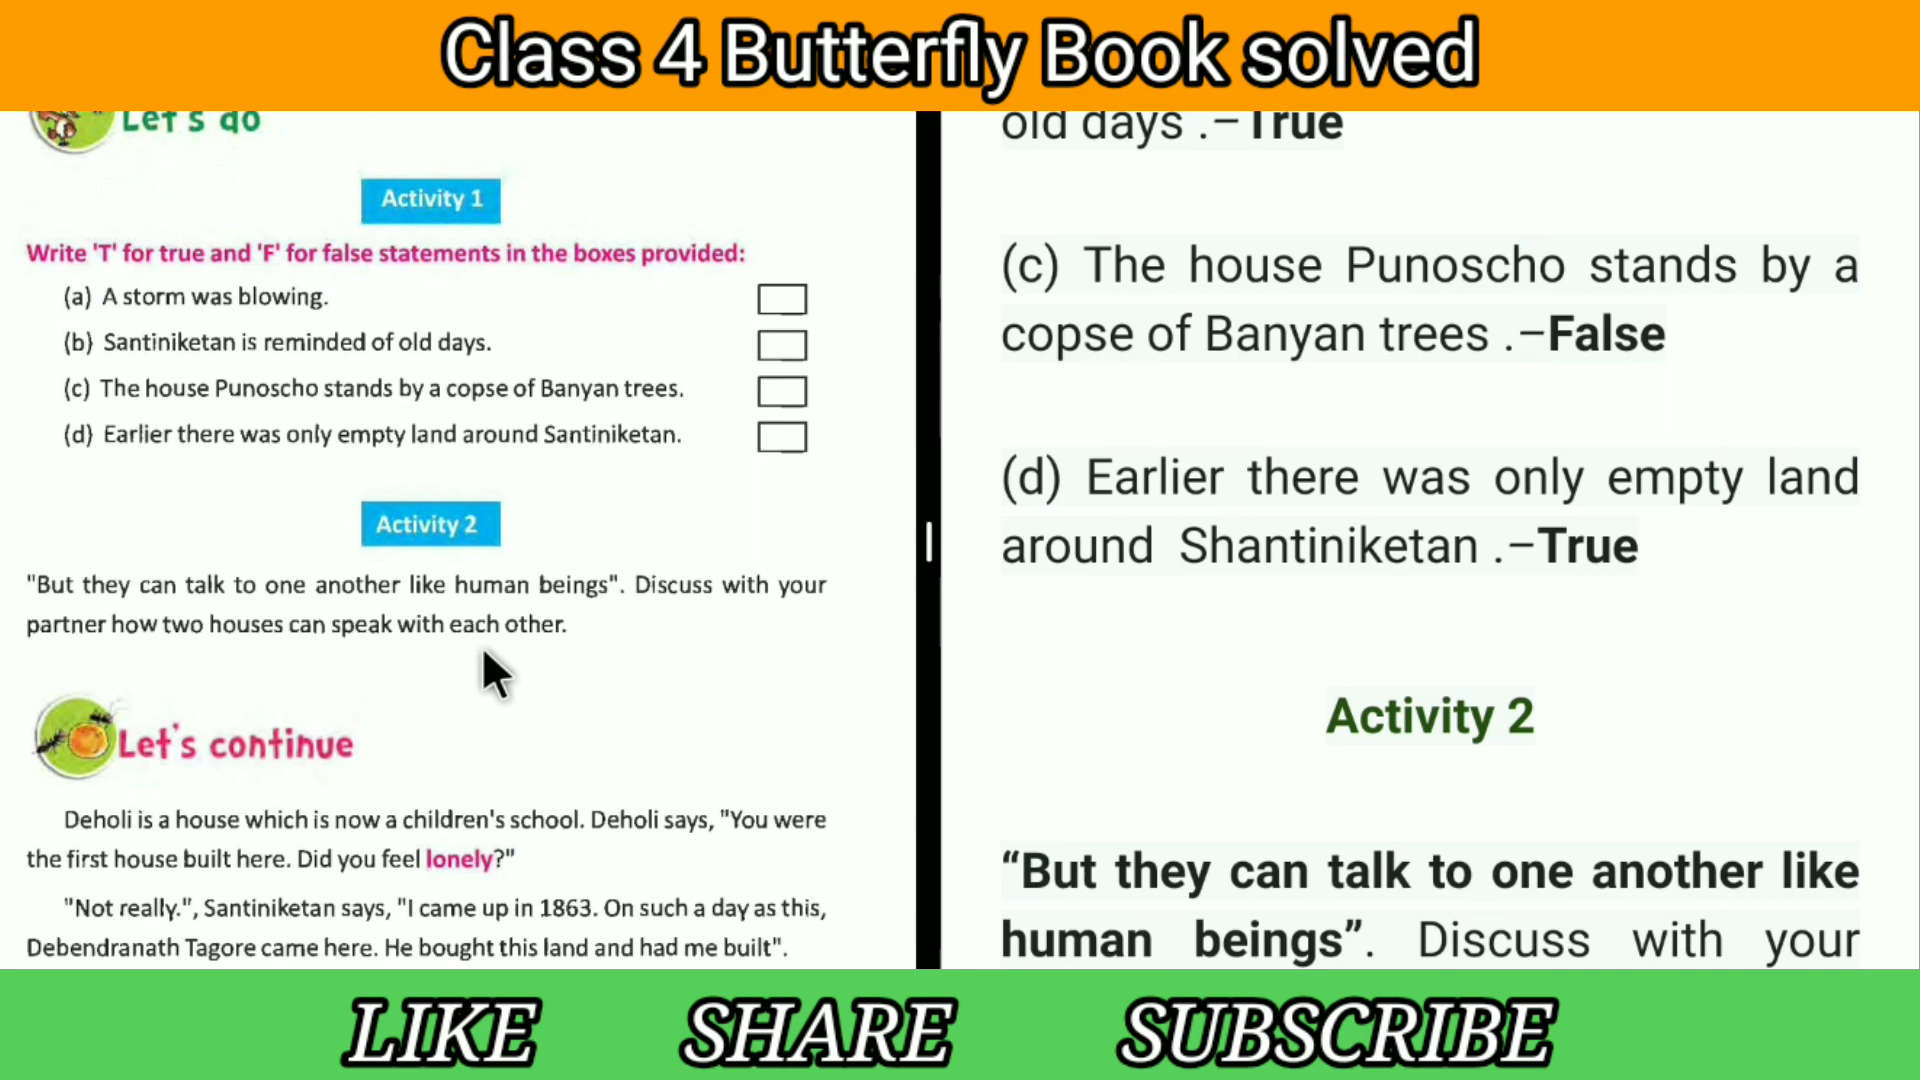 Class 4 Butterfly Book solved
Let's do
Activity 1
Write 'T' for true and 'F' for false statements in the boxes provided:
(a) A storm was blowing.
(b) Santiniketan is reminded of old days.
(c) The house Punoscho stands by a copse of Banyan trees.
(d) Earlier there was only empty land around Santiniketan.
Activity 2
"But they can talk to one another like human beings". Discuss with your
partner how two houses can speak with each other.
Let's continue
Deholi is a house which is now a children's school. Deholi says, "You were
the first house built here. Did you feel lonely?"
"Not really.", Santiniketan says, "I came up in 1863. On such a day as this,
Debendranath Tagore came here. He bought this land and had me built".
old days .–True
(c) The house Punoscho stands by a
copse of Banyan trees .–False
(d) Earlier there was only empty land
around Shantiniketan .–True
Activity 2
“But they can talk to one another like
human beings”. Discuss with your
LIKE SHARE SUBSCRIBE